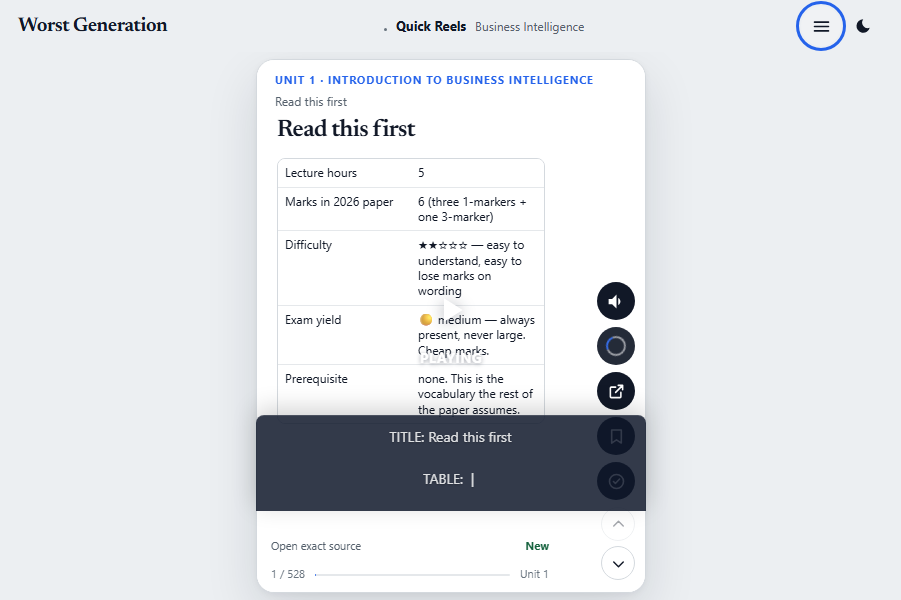 Worst Generation
• Quick Reels Business Intelligence
UNIT 1 · INTRODUCTION TO BUSINESS INTELLIGENCE
Read this first
Read this first
Lecture hours 5
Marks in 2026 paper 6 (three 1-markers +
one 3-marker)
Difficulty ★★☆☆☆ — easy to
understand, easy to
lose marks on
wording
Exam yield 🟡 medium — always
present, never large.
Cheap marks.
PLAYING
Prerequisite none. This is the
vocabulary the rest of
the paper assumes.
TITLE: Read this first
TABLE: |
Open exact source New
1 / 528 Unit 1